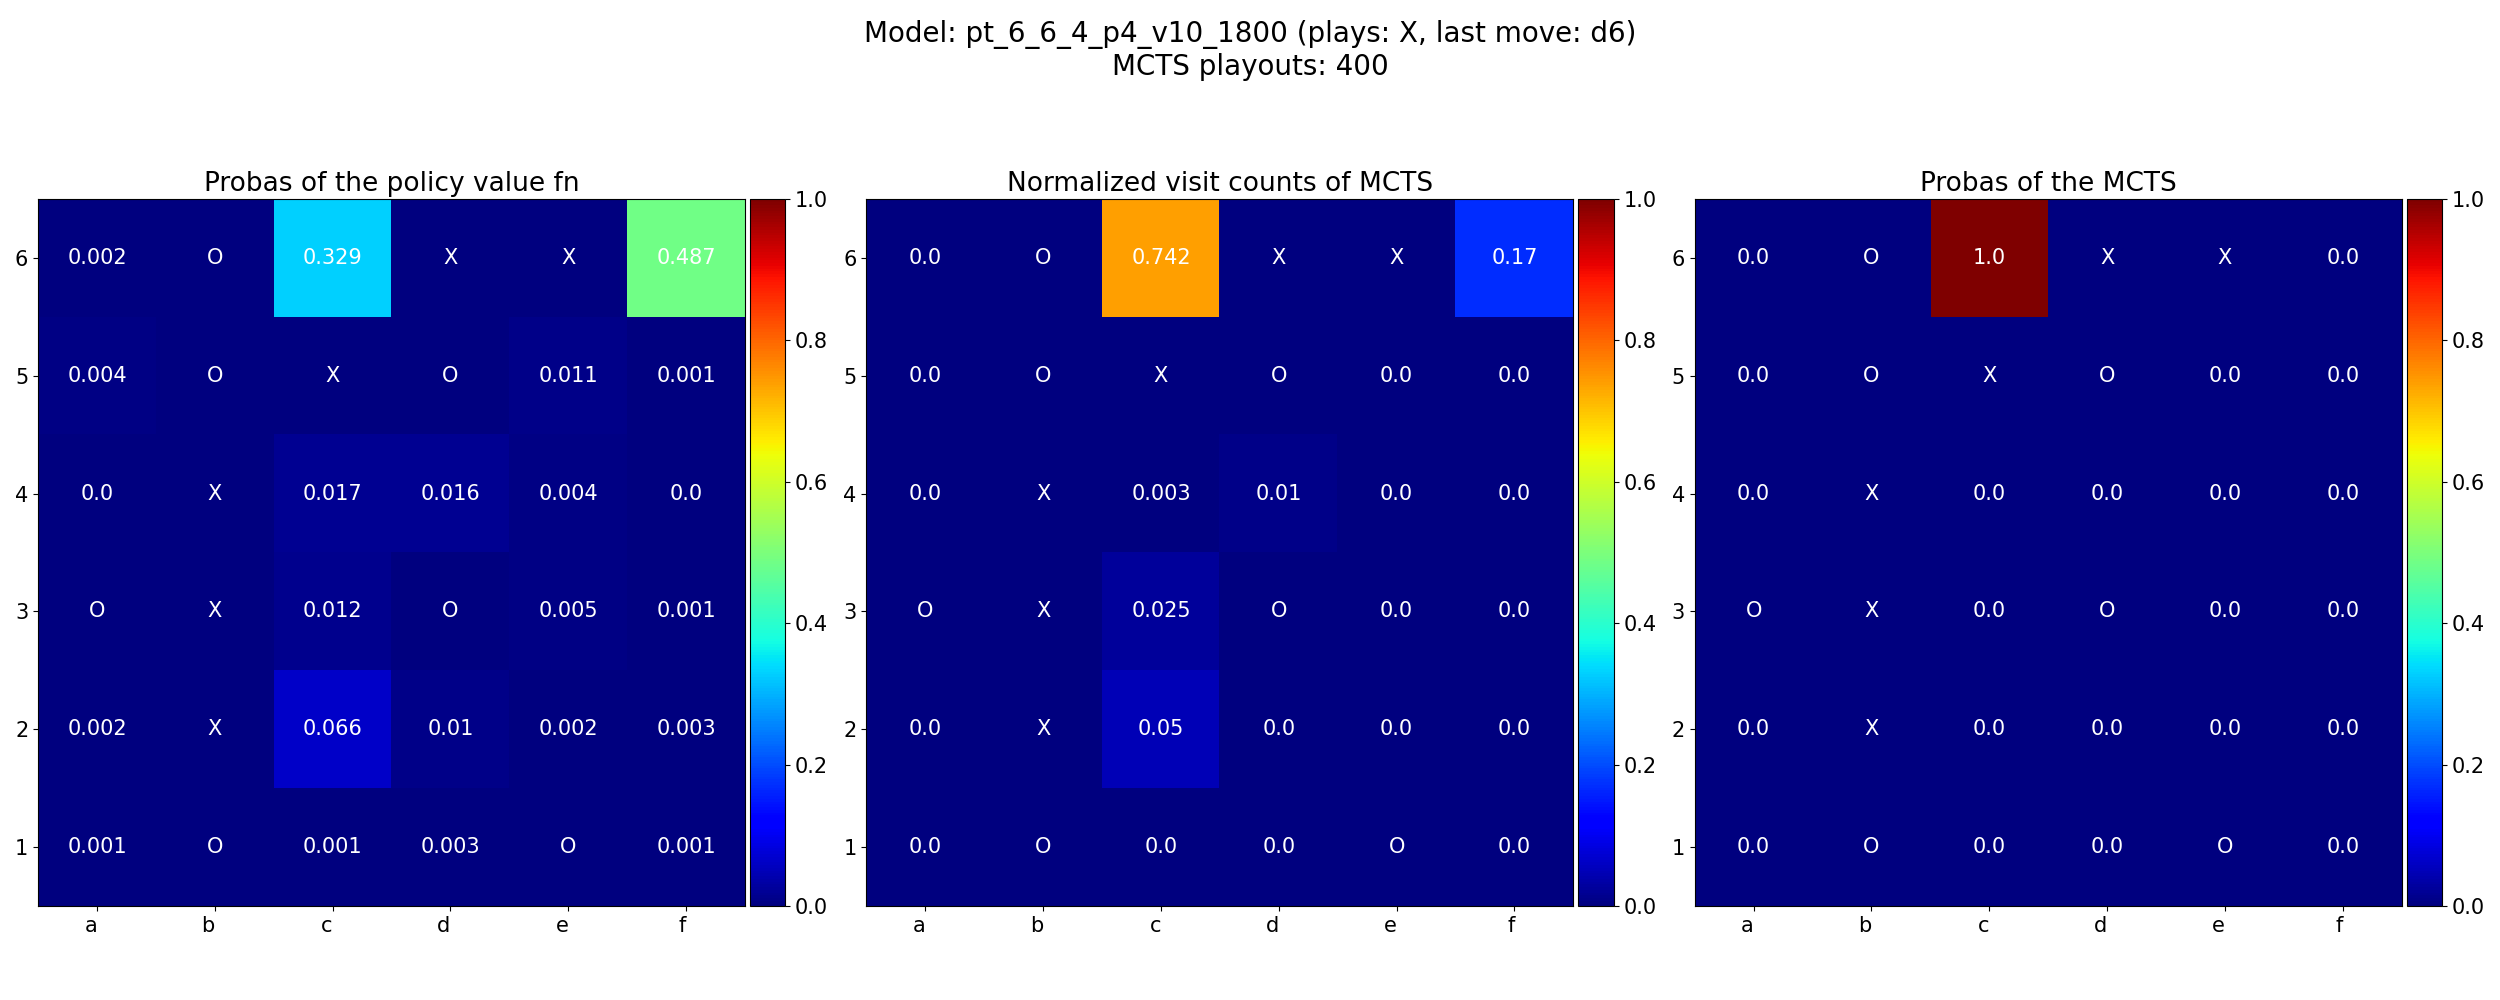 Model: pt_6_6_4_p4_v10_1800 (plays: X, last move: d6)
MCTS playouts: 400
Probas of the policy value fn
6 0.002 O 0.329 X X 0.487
5 0.004 O X O 0.011 0.001
4 0.0 X 0.017 0.016 0.004 0.0
3 O X 0.012 O 0.005 0.001
2 0.002 X 0.066 0.01 0.002 0.003
1 0.001 O 0.001 0.003 O 0.001
a b c d e f
1.0
0.8
0.6
0.4
0.2
0.0
Normalized visit counts of MCTS
6 0.0 O 0.742 X X 0.17
5 0.0 O X O 0.0 0.0
4 0.0 X 0.003 0.01 0.0 0.0
3 O X 0.025 O 0.0 0.0
2 0.0 X 0.05 0.0 0.0 0.0
1 0.0 O 0.0 0.0 O 0.0
a b c d e f
1.0
0.8
0.6
0.4
0.2
0.0
Probas of the MCTS
6 0.0 O 1.0 X X 0.0
5 0.0 O X O 0.0 0.0
4 0.0 X 0.0 0.0 0.0 0.0
3 O X 0.0 O 0.0 0.0
2 0.0 X 0.0 0.0 0.0 0.0
1 0.0 O 0.0 0.0 O 0.0
a b c d e f
1.0
0.8
0.6
0.4
0.2
0.0